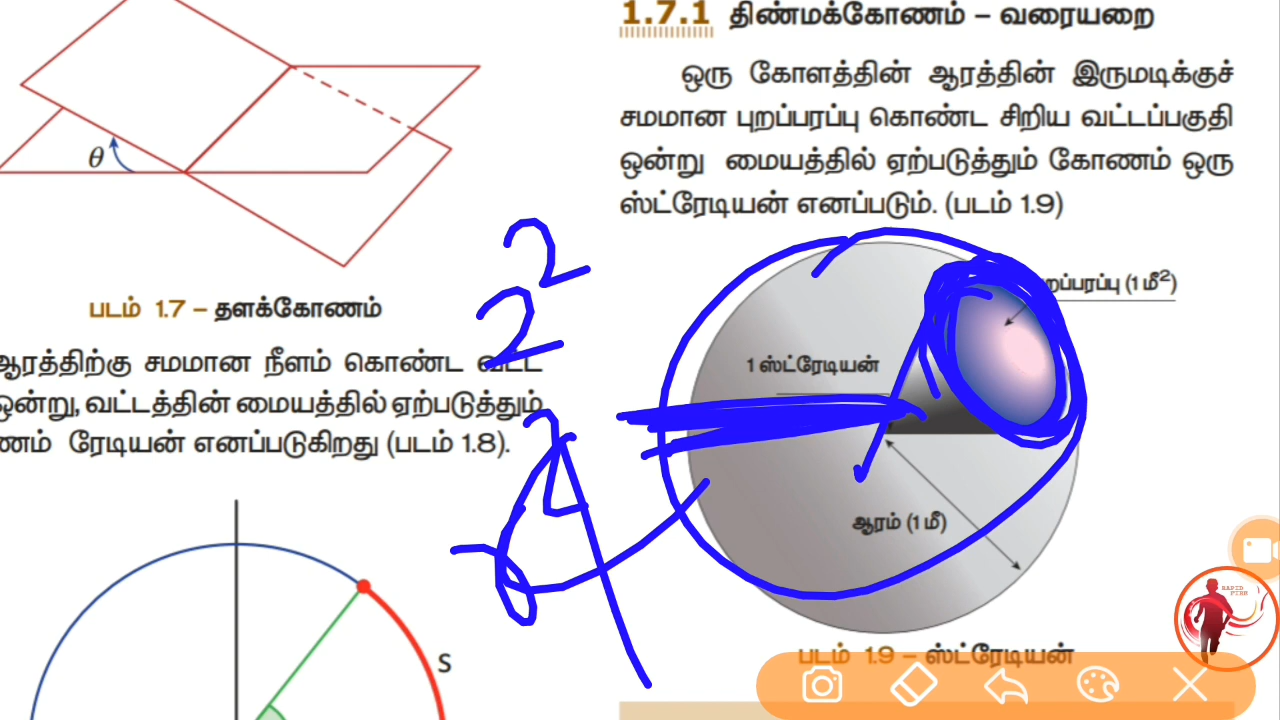 θ
படம் 1.7 – தளக்கோணம்
ஆரத்திற்கு சமமான நீளம் கொண்ட வட்ட
ஒன்று, வட்டத்தின் மையத்தில் ஏற்படுத்தும்
ணம் ரேடியன் எனப்படுகிறது (படம் 1.8).
S
1.7.1 திண்மக்கோணம் – வரையறை
ஒரு கோளத்தின் ஆரத்தின் இருமடிக்குச்
சமமான புறப்பரப்பு கொண்ட சிறிய வட்டப்பகுதி
ஒன்று மையத்தில் ஏற்படுத்தும் கோணம் ஒரு
ஸ்ட்ரேடியன் எனப்படும். (படம் 1.9)
றப்பரப்பு (1 மீ²)
1 ஸ்ட்ரேடியன்
ஆரம் (1 மீ)
படம் 1.9 – ஸ்ட்ரேடியன்
2
2
RAPID